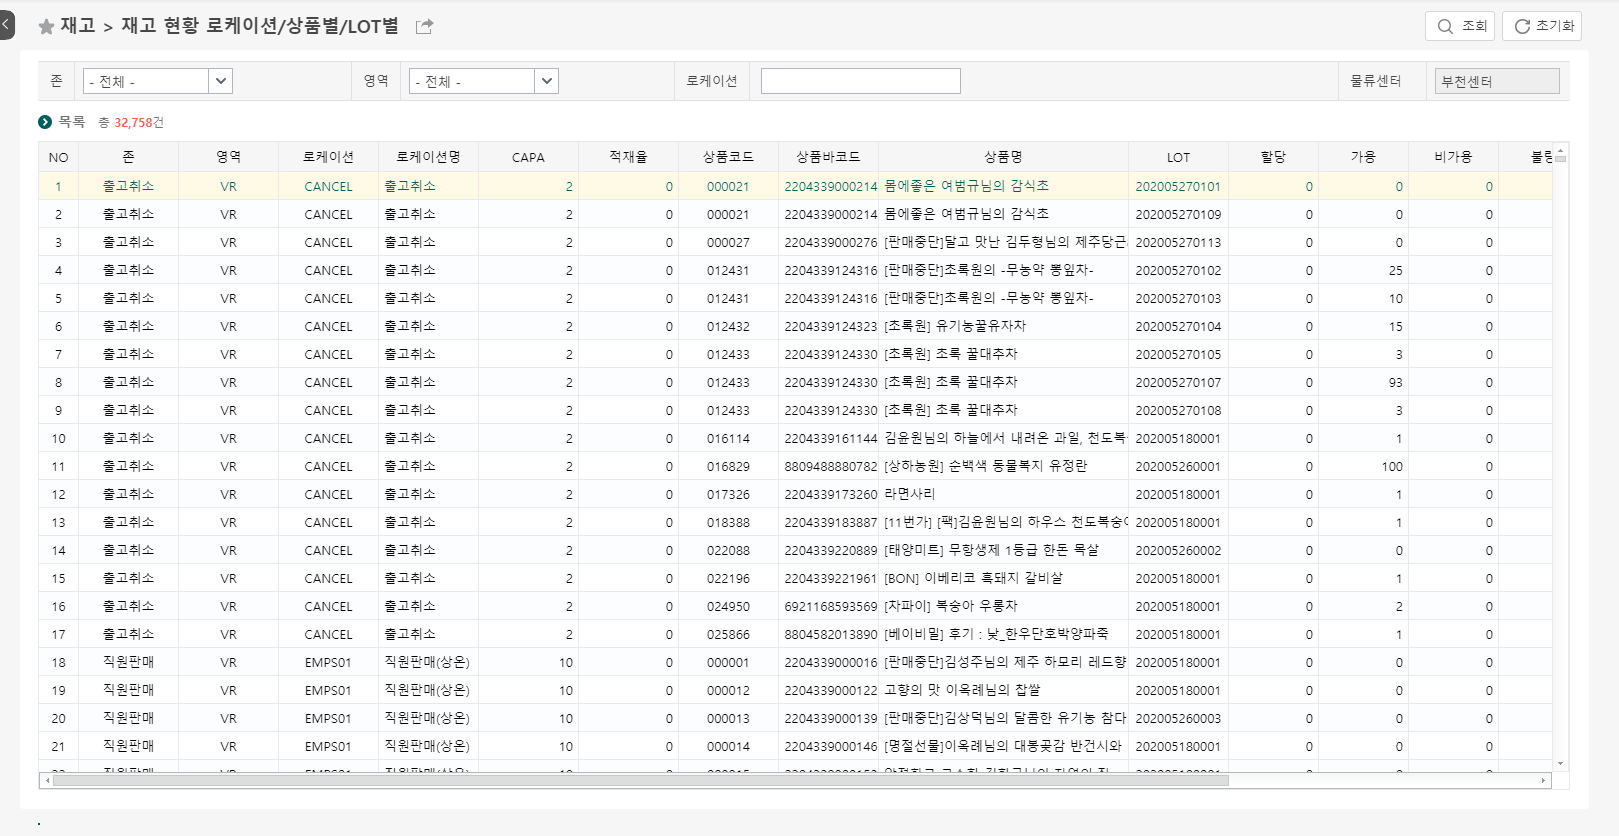 재고 > 재고 현황 로케이션/상품별/LOT별
조회 초기화
존 - 전체 - 영역 - 전체 - 로케이션 물류센터 부천센터
목록 총 32,758건
NO 존 영역 로케이션 로케이션명 CAPA 적재율 상품코드 상품바코드 상품명 LOT 할당 가용 비가용 불량
1 출고취소 VR CANCEL 출고취소 2 0 000021 2204339000214 몸에좋은 여범규님의 감식초 202005270101 0 0 0
2 출고취소 VR CANCEL 출고취소 2 0 000021 2204339000214 몸에좋은 여범규님의 감식초 202005270109 0 0 0
3 출고취소 VR CANCEL 출고취소 2 0 000027 2204339000276 [판매중단]달고 맛난 김두형님의 제주당근 202005270113 0 0 0
4 출고취소 VR CANCEL 출고취소 2 0 012431 2204339124316 [판매중단]초록원의 -무농약 뽕잎차- 202005270102 0 25 0
5 출고취소 VR CANCEL 출고취소 2 0 012431 2204339124316 [판매중단]초록원의 -무농약 뽕잎차- 202005270103 0 10 0
6 출고취소 VR CANCEL 출고취소 2 0 012432 2204339124323 [초록원] 유기농꿀유자차 202005270104 0 15 0
7 출고취소 VR CANCEL 출고취소 2 0 012433 2204339124330 [초록원] 초록 꿀대추차 202005270105 0 3 0
8 출고취소 VR CANCEL 출고취소 2 0 012433 2204339124330 [초록원] 초록 꿀대추차 202005270107 0 93 0
9 출고취소 VR CANCEL 출고취소 2 0 012433 2204339124330 [초록원] 초록 꿀대추차 202005270108 0 3 0
10 출고취소 VR CANCEL 출고취소 2 0 016114 2204339161144 김윤원님의 하늘에서 내려온 과일, 천도복 202005180001 0 1 0
11 출고취소 VR CANCEL 출고취소 2 0 016829 8809488880782 [상하농원] 순백색 동물복지 유정란 202005260001 0 100 0
12 출고취소 VR CANCEL 출고취소 2 0 017326 2204339173260 라면사리 202005180001 0 1 0
13 출고취소 VR CANCEL 출고취소 2 0 018388 2204339183887 [11번가] [팩]김윤원님의 하우스 천도복숭아 202005180001 0 1 0
14 출고취소 VR CANCEL 출고취소 2 0 022088 2204339220889 [태양미트] 무항생제 1등급 한돈 목살 202005260002 0 0 0
15 출고취소 VR CANCEL 출고취소 2 0 022196 2204339221961 [BON] 이베리코 흑돼지 갈비살 202005180001 0 1 0
16 출고취소 VR CANCEL 출고취소 2 0 024950 6921168593569 [차파이] 복숭아 우롱차 202005180001 0 2 0
17 출고취소 VR CANCEL 출고취소 2 0 025866 8804582013890 [베이비밀] 후기 : 낮_한우단호박양파죽 202005180001 0 1 0
18 직원판매 VR EMPS01 직원판매(상온) 10 0 000001 2204339000016 [판매중단]김성주님의 제주 하모리 레드향 202005180001 0 0 0
19 직원판매 VR EMPS01 직원판매(상온) 10 0 000012 2204339000122 고향의 맛 이옥례님의 찹쌀 202005180001 0 0 0
20 직원판매 VR EMPS01 직원판매(상온) 10 0 000013 2204339000139 [판매중단]김상덕님의 달콤한 유기농 참다 202005260003 0 0 0
21 직원판매 VR EMPS01 직원판매(상온) 10 0 000014 2204339000146 [명절선물]이옥례님의 대봉곶감 반건시와 202005180001 0 0 0